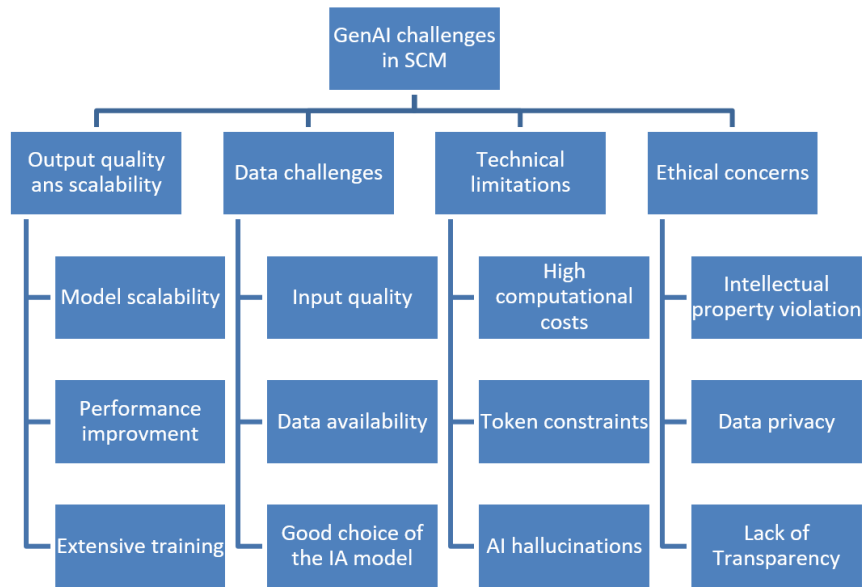 GenAI challenges
in SCM
Output quality
ans scalability
Data challenges
Technical
limitations
Ethical concerns
Model scalability
Input quality
High
computational
costs
Intellectual
property violation
Performance
improvment
Data availability
Token constraints
Data privacy
Extensive training
Good choice of
the IA model
AI hallucinations
Lack of
Transparency